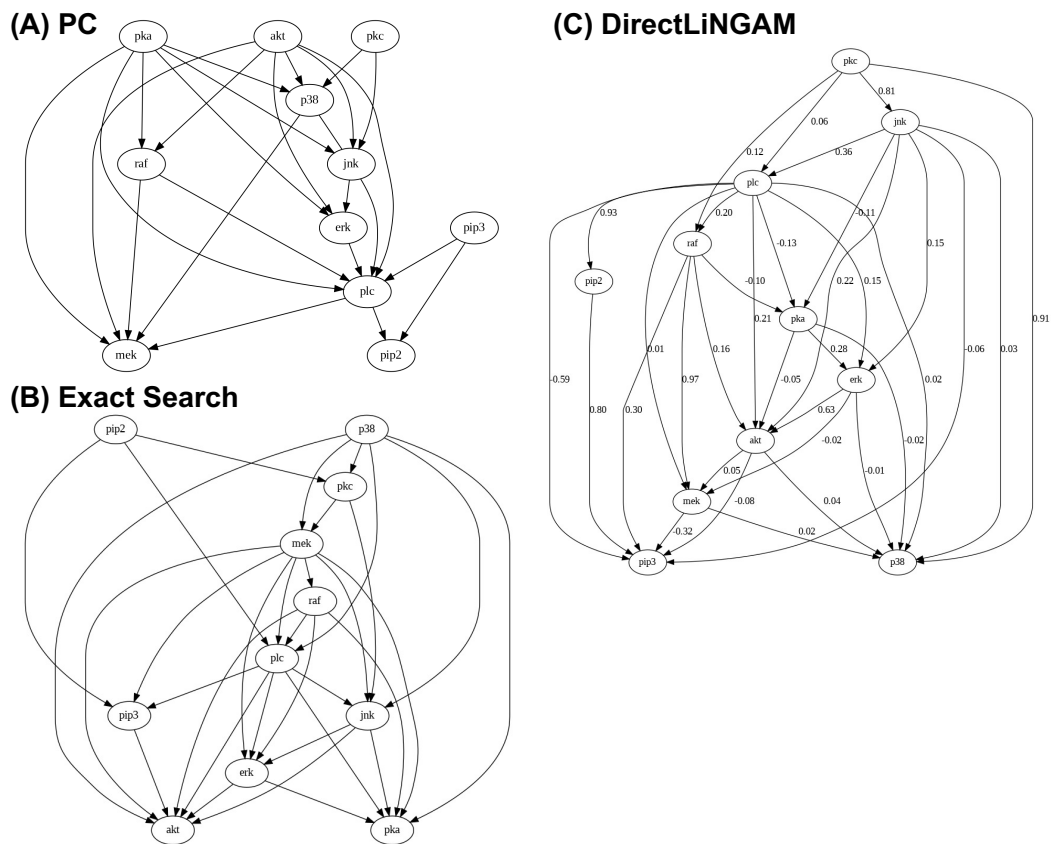 (A) PC
pka
akt
pkc
p38
raf
jnk
erk
pip3
plc
mek
pip2
(B) Exact Search
pip2
p38
pkc
mek
raf
plc
pip3
jnk
erk
akt
pka
(C) DirectLiNGAM
pkc
0.81
0.06
jnk
0.12
0.36
plc
0.93
0.20
-0.11
raf
-0.13
0.15
pip2
-0.10
0.22
0.15
pka
0.21
0.91
0.01
0.16
0.28
-0.06
0.03
-0.59
0.97
-0.05
erk
0.02
0.80
0.30
0.63
akt
-0.02
-0.02
0.05
-0.01
mek
-0.08
0.04
-0.32
0.02
pip3
p38